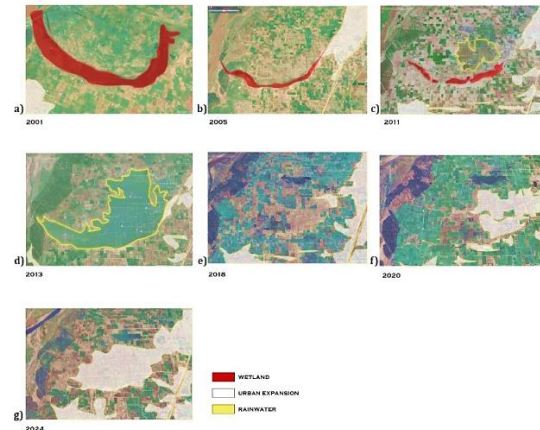 a)
2001
b)
2005
c)
2011
d)
2013
e)
2018
f)
2020
g)
2024
WETLAND
URBAN EXPANSION
RAINWATER